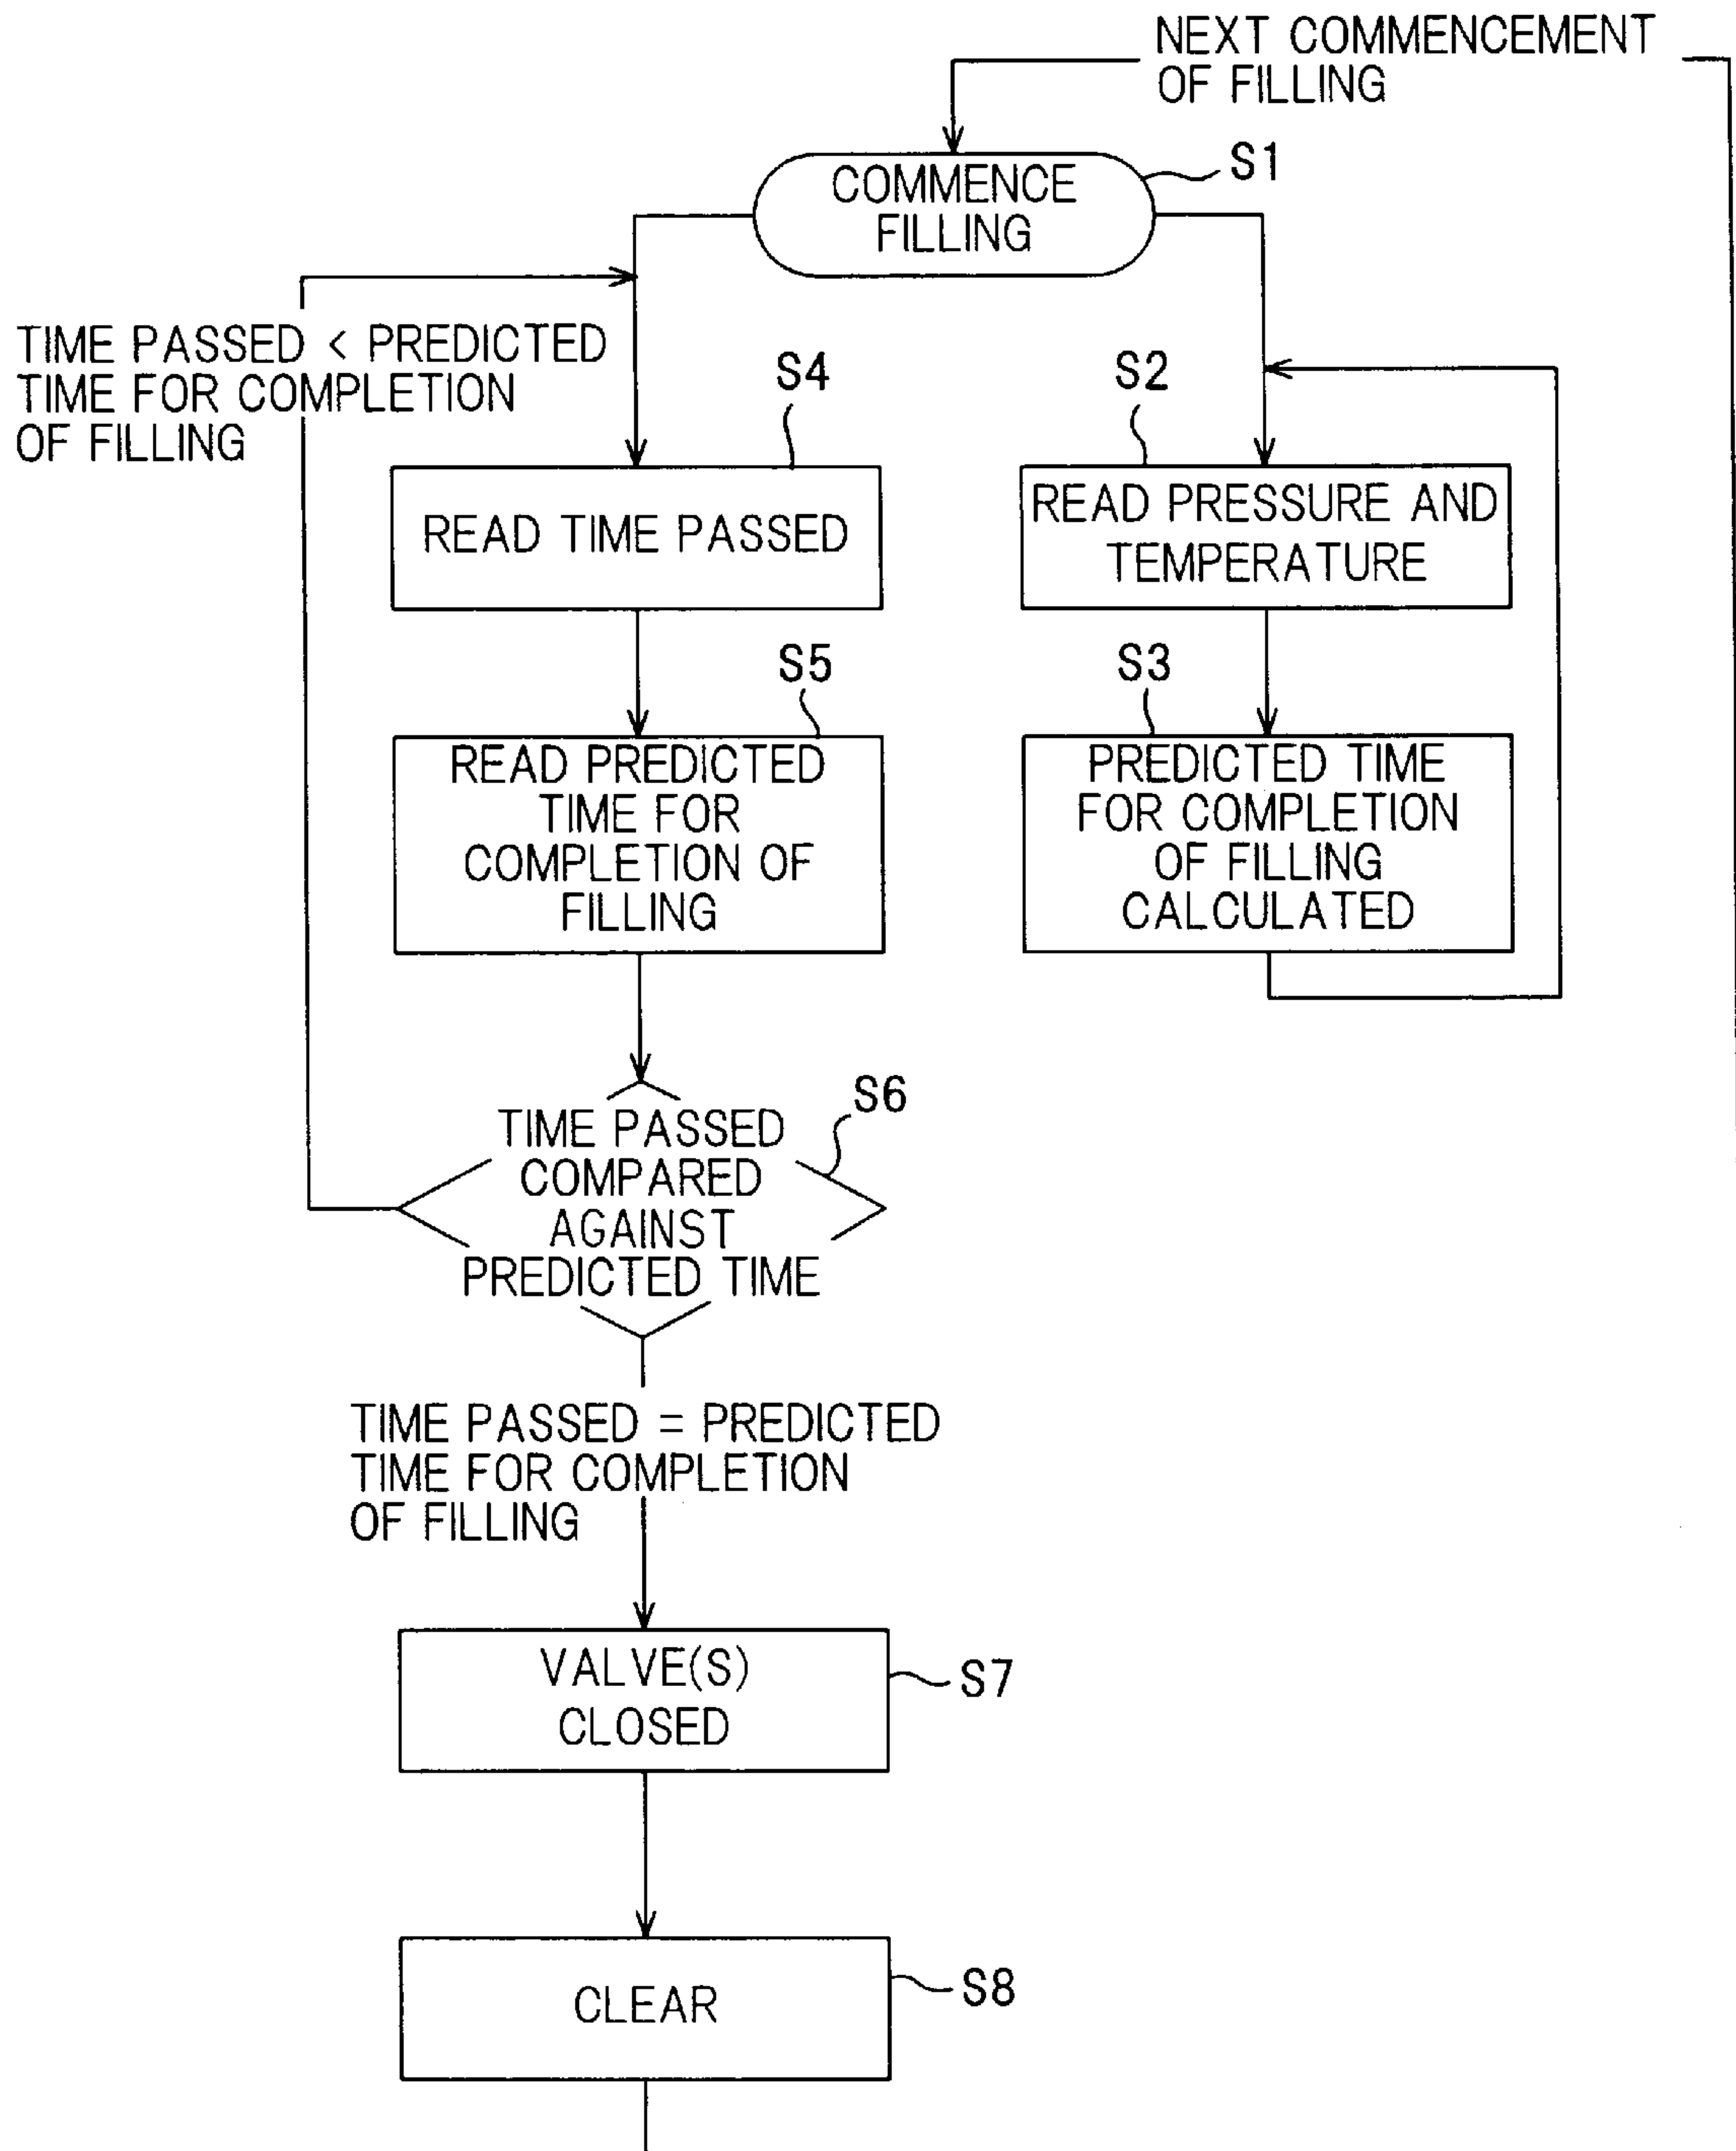 NEXT COMMENCEMENT
OF FILLING
S1
COMMENCE
FILLING
TIME PASSED < PREDICTED
TIME FOR COMPLETION
OF FILLING
S4
S2
READ TIME PASSED
READ PRESSURE AND
TEMPERATURE
S5
S3
READ PREDICTED
TIME FOR
COMPLETION OF
FILLING
PREDICTED TIME
FOR COMPLETION
OF FILLING
CALCULATED
S6
TIME PASSED
COMPARED
AGAINST
PREDICTED TIME
TIME PASSED = PREDICTED
TIME FOR COMPLETION
OF FILLING
VALVE(S)
CLOSED
S7
CLEAR
S8